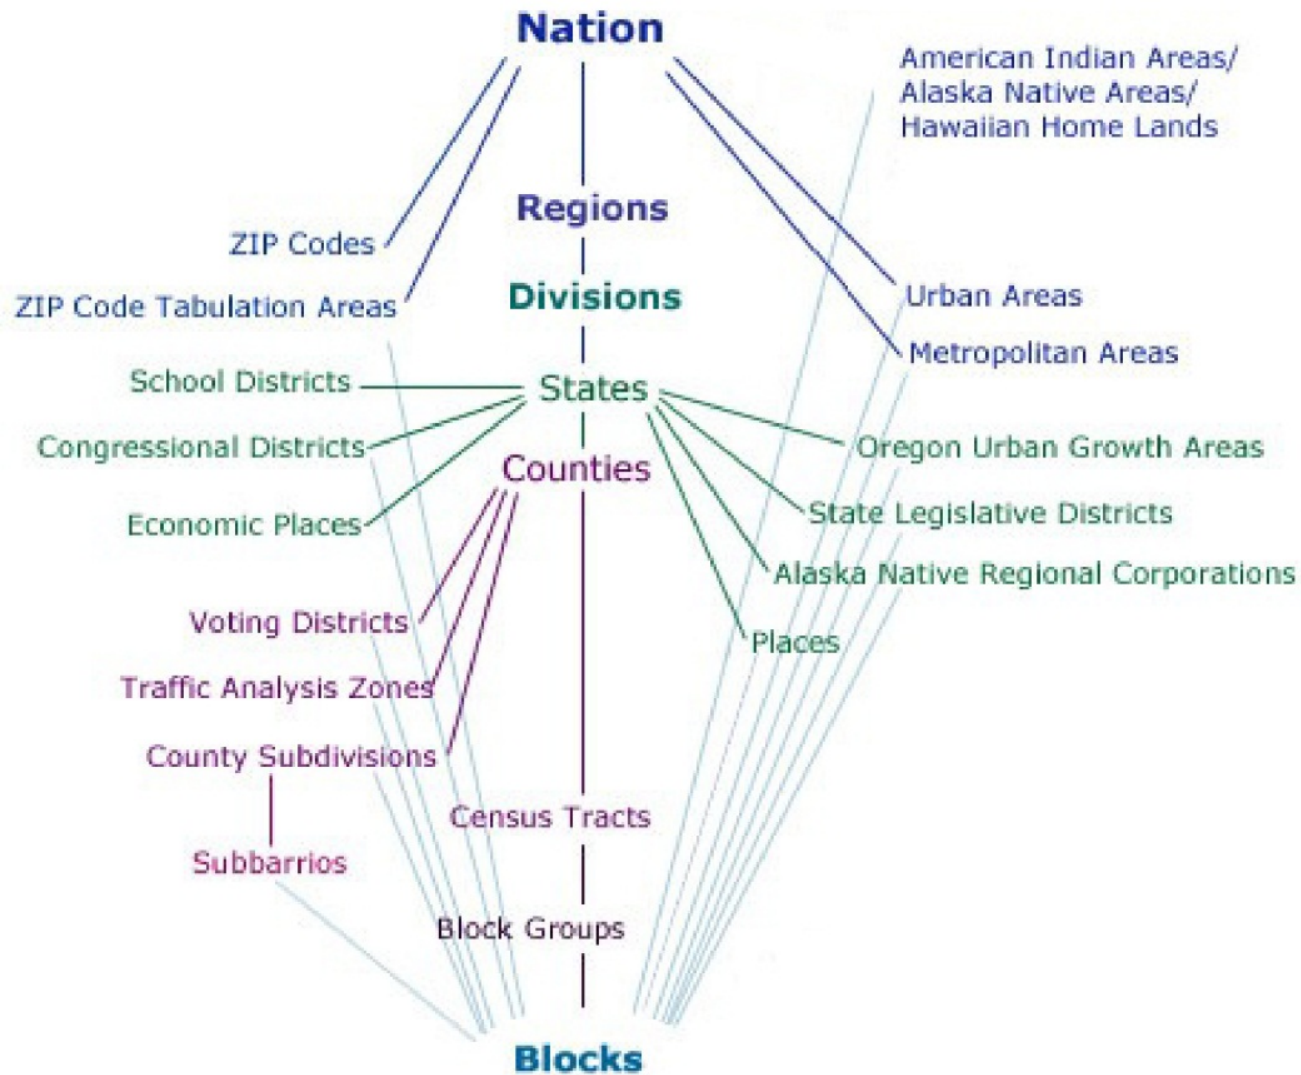 Nation
American Indian Areas/
Alaska Native Areas/
Hawaiian Home Lands
Regions
ZIP Codes
Divisions
Urban Areas
ZIP Code Tabulation Areas
Metropolitan Areas
School Districts
States
Congressional Districts
Oregon Urban Growth Areas
Counties
Economic Places
State Legislative Districts
Alaska Native Regional Corporations
Voting Districts
Places
Traffic Analysis Zones
County Subdivisions
Census Tracts
Subbarrios
Block Groups
Blocks